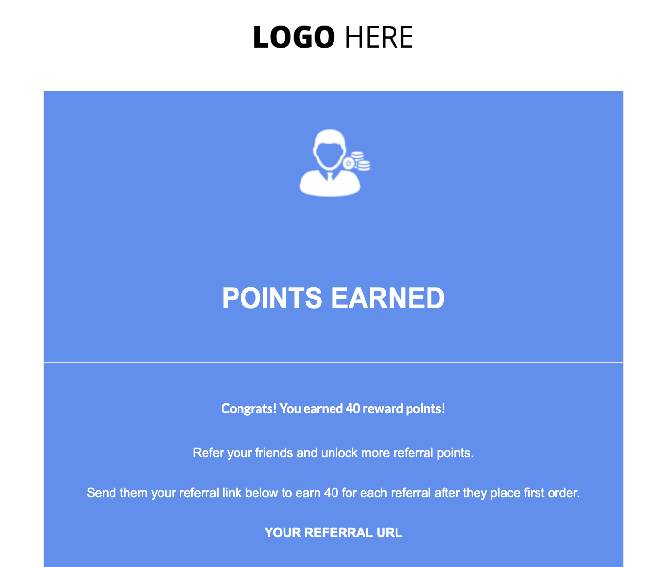 LOGO HERE
POINTS EARNED
Congrats! You earned 40 reward points!
Refer your friends and unlock more referral points.
Send them your referral link below to earn 40 for each referral after they place first order.
YOUR REFERRAL URL